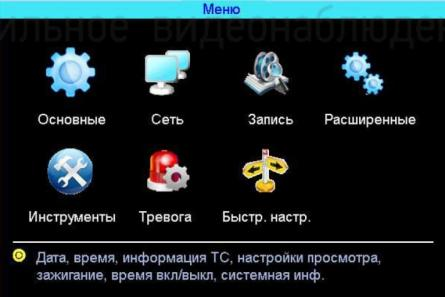 Меню
видеонаблюден
Основные Сеть Запись Расширенные
Инструменты Тревога Быстр. настр.
Дата, время, информация ТС, настройки просмотра,
зажигание, время вкл/выкл, системная инф.